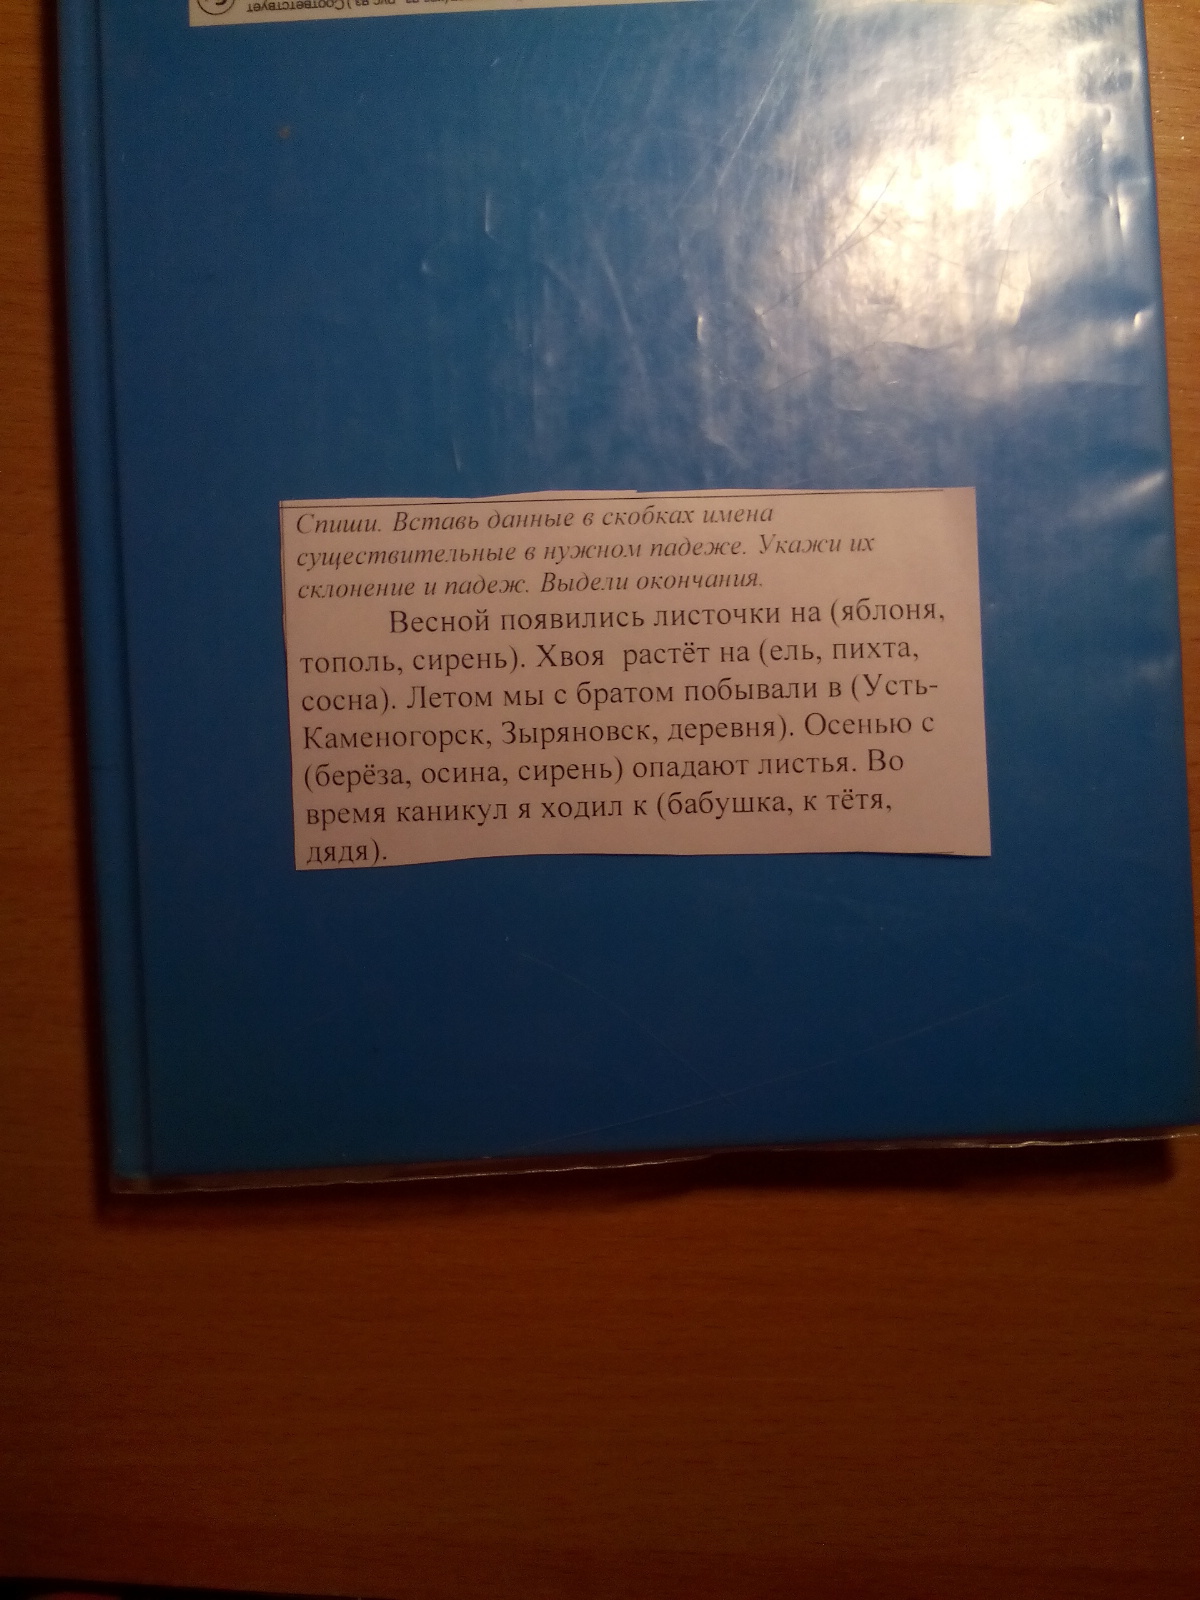 Соответствует
Спиши. Вставь данные в скобках имена
существительные в нужном падеже. Укажи их
склонение и падеж. Выдели окончания.
Весной появились листочки на (яблоня,
тополь, сирень). Хвоя растёт на (ель, пихта,
сосна). Летом мы с братом побывали в (Усть-
Каменогорск, Зыряновск, деревня). Осенью с
(берёза, осина, сирень) опадают листья. Во
время каникул я ходил к (бабушка, к тётя,
дядя).